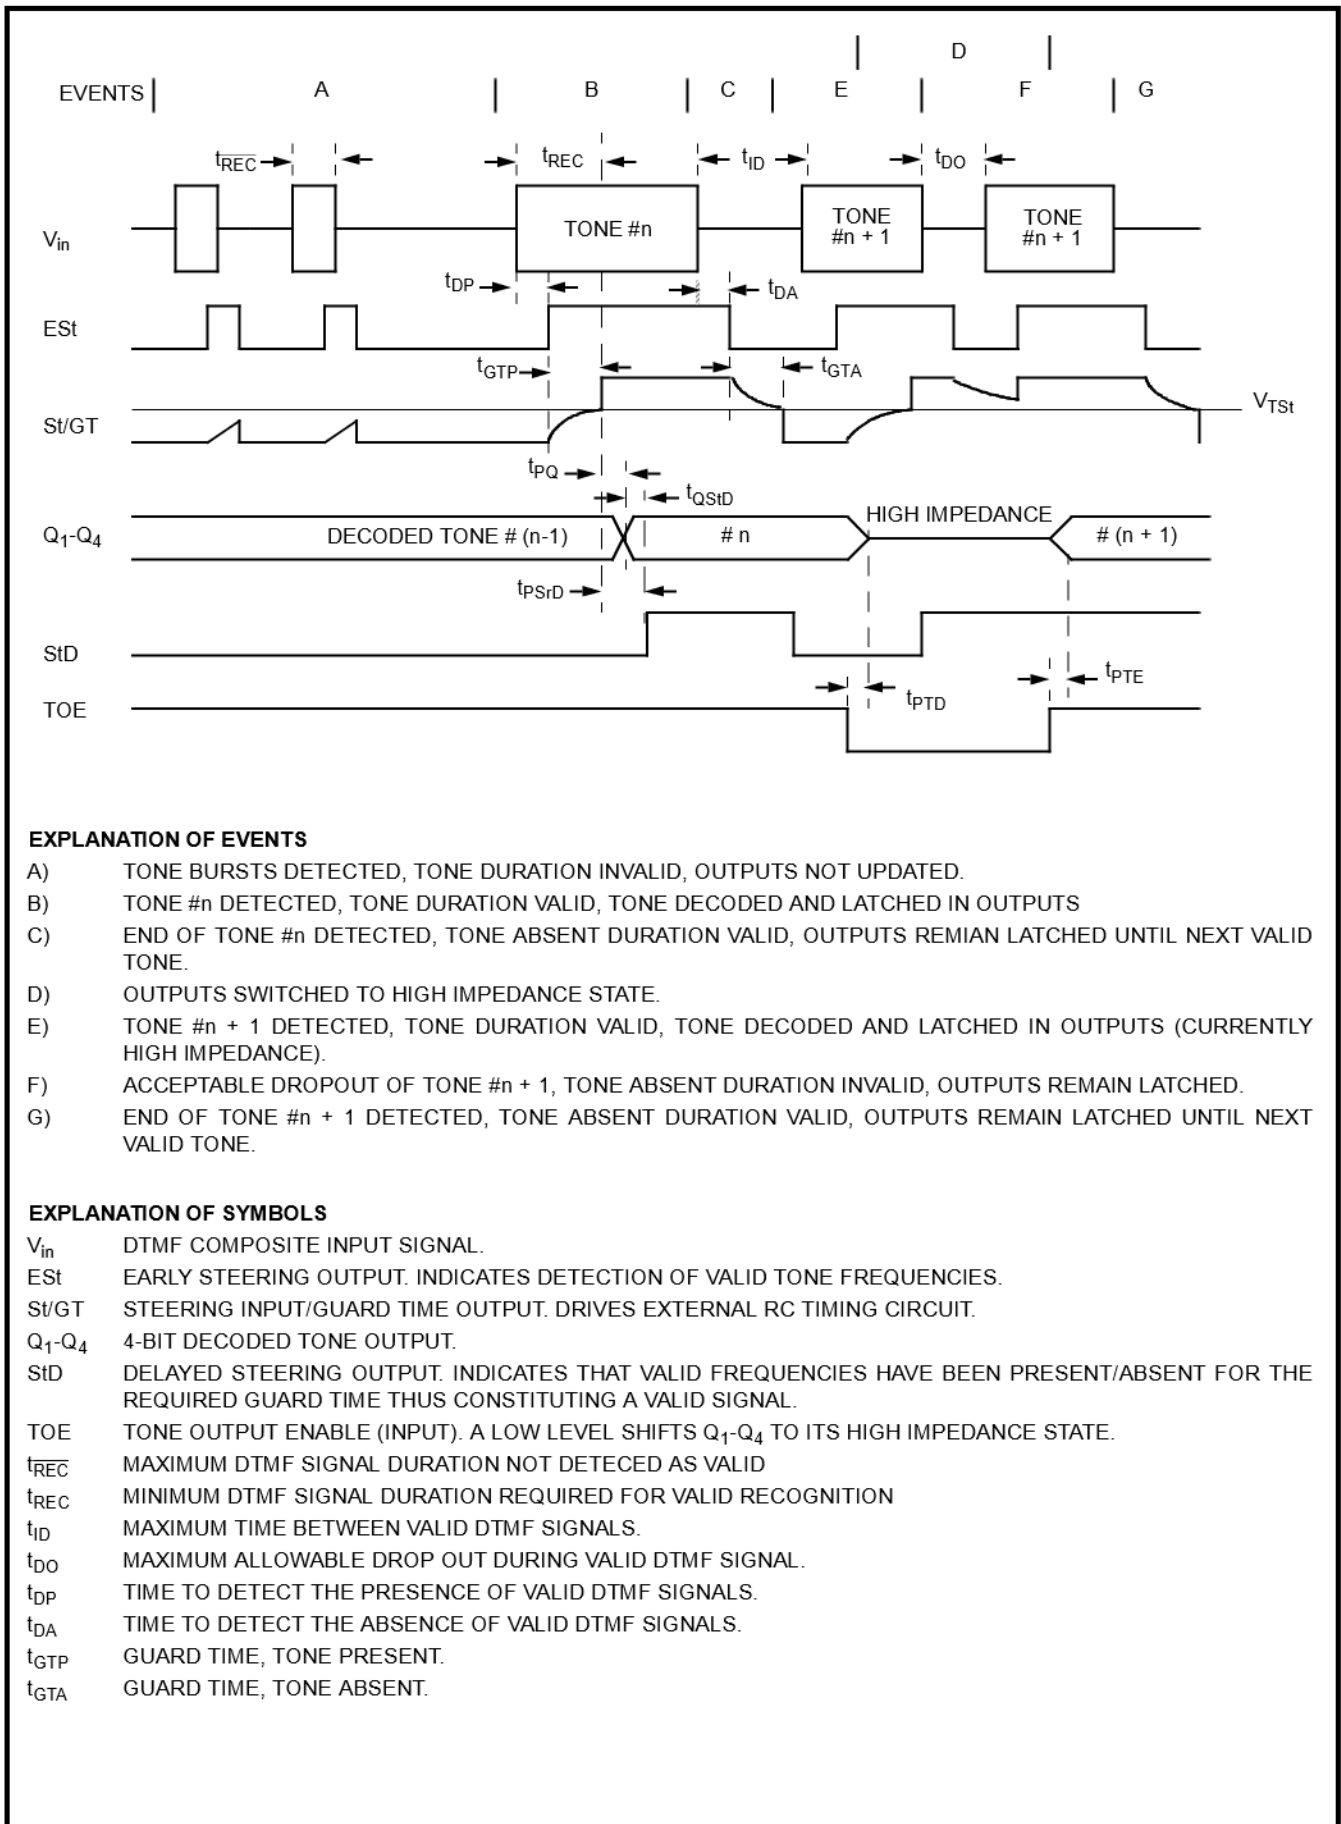 D
EVENTS A B C E F G
tREC tREC tID tDO
Vin TONE #n TONE #n + 1 TONE #n + 1
tDP tDA
ESt
tGTP tGTA
VTSt
St/GT
tPQ
tQStD
HIGH IMPEDANCE
Q1-Q4 DECODED TONE # (n-1) # n # (n + 1)
tPSrD
StD
tPTE
tPTD
TOE
EXPLANATION OF EVENTS
A) TONE BURSTS DETECTED, TONE DURATION INVALID, OUTPUTS NOT UPDATED.
B) TONE #n DETECTED, TONE DURATION VALID, TONE DECODED AND LATCHED IN OUTPUTS
C) END OF TONE #n DETECTED, TONE ABSENT DURATION VALID, OUTPUTS REMIAN LATCHED UNTIL NEXT VALID
TONE.
D) OUTPUTS SWITCHED TO HIGH IMPEDANCE STATE.
E) TONE #n + 1 DETECTED, TONE DURATION VALID, TONE DECODED AND LATCHED IN OUTPUTS (CURRENTLY
HIGH IMPEDANCE).
F) ACCEPTABLE DROPOUT OF TONE #n + 1, TONE ABSENT DURATION INVALID, OUTPUTS REMAIN LATCHED.
G) END OF TONE #n + 1 DETECTED, TONE ABSENT DURATION VALID, OUTPUTS REMAIN LATCHED UNTIL NEXT
VALID TONE.
EXPLANATION OF SYMBOLS
Vin DTMF COMPOSITE INPUT SIGNAL.
ESt EARLY STEERING OUTPUT. INDICATES DETECTION OF VALID TONE FREQUENCIES.
St/GT STEERING INPUT/GUARD TIME OUTPUT. DRIVES EXTERNAL RC TIMING CIRCUIT.
Q1-Q4 4-BIT DECODED TONE OUTPUT.
StD DELAYED STEERING OUTPUT. INDICATES THAT VALID FREQUENCIES HAVE BEEN PRESENT/ABSENT FOR THE
REQUIRED GUARD TIME THUS CONSTITUTING A VALID SIGNAL.
TOE TONE OUTPUT ENABLE (INPUT). A LOW LEVEL SHIFTS Q1-Q4 TO ITS HIGH IMPEDANCE STATE.
tREC MAXIMUM DTMF SIGNAL DURATION NOT DETECED AS VALID
tREC MINIMUM DTMF SIGNAL DURATION REQUIRED FOR VALID RECOGNITION
tID MAXIMUM TIME BETWEEN VALID DTMF SIGNALS.
tDO MAXIMUM ALLOWABLE DROP OUT DURING VALID DTMF SIGNAL.
tDP TIME TO DETECT THE PRESENCE OF VALID DTMF SIGNALS.
tDA TIME TO DETECT THE ABSENCE OF VALID DTMF SIGNALS.
tGTP GUARD TIME, TONE PRESENT.
tGTA GUARD TIME, TONE ABSENT.